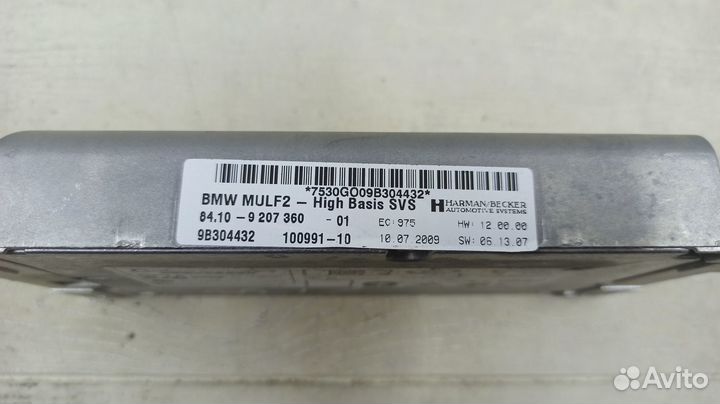 *7530GO09B304432*
BMW MULF2 – High Basis SVS HARMAN/BECKER
AUTOMOTIVE SYSTEMS
84.10 – 9 207 360 – 01 EC: 975 HW: 12.00.00
9B304432 100991-10 10.07.2009 SW: 06.13.07
Avito